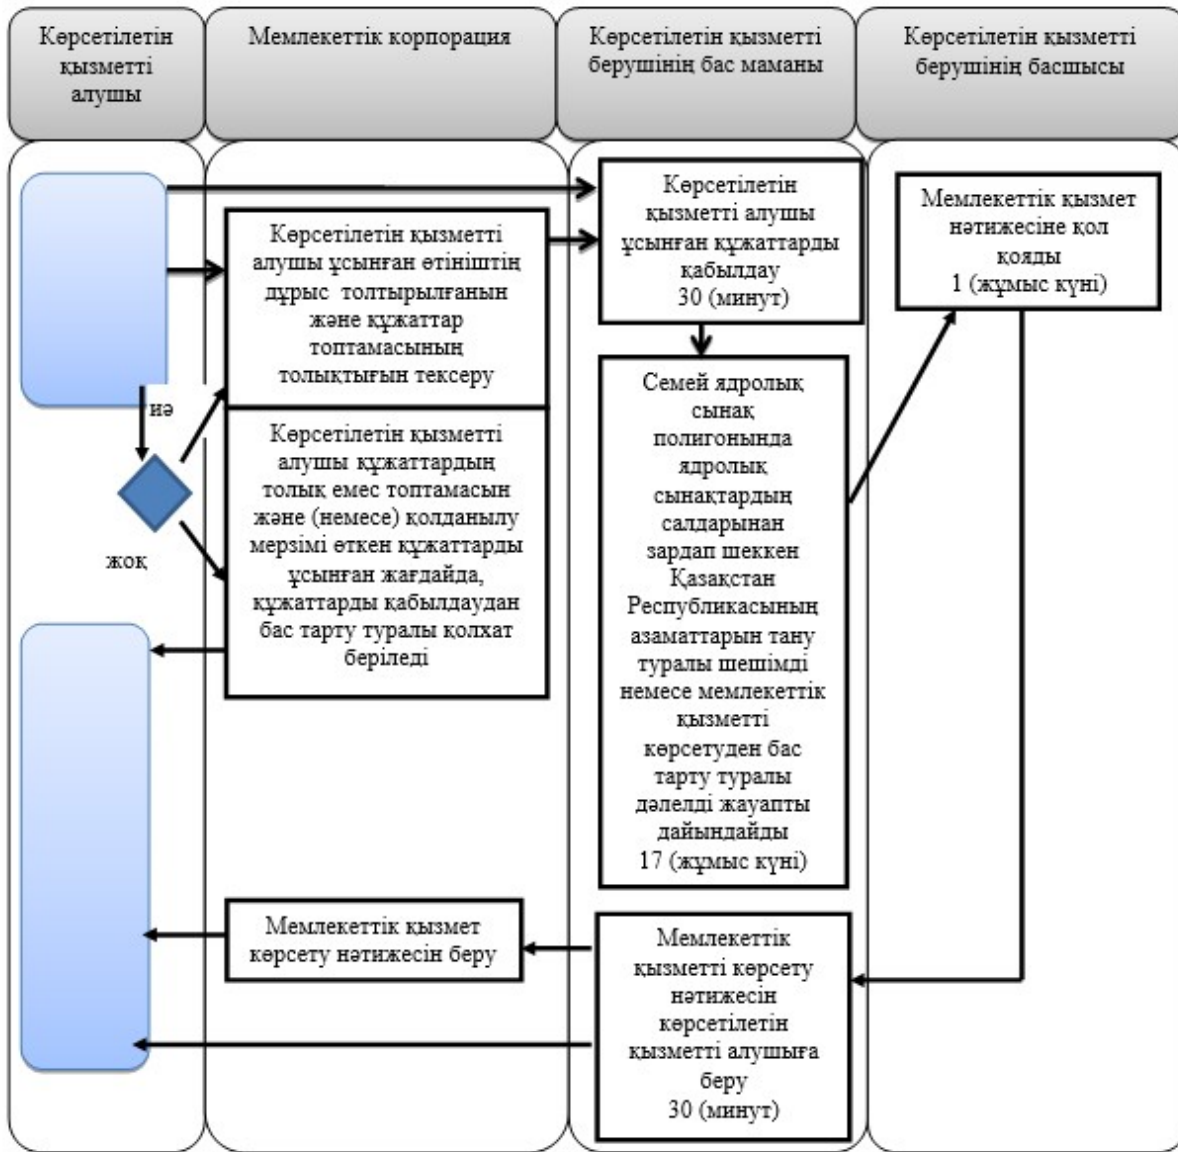 Көрсетілетін
қызметті
алушы
Мемлекеттік корпорация
Көрсетілетін қызметті
берушінің бас маманы
Көрсетілетін қызметті
берушінің басшысы
Көрсетілетін қызметті
алушы ұсынған өтініштің
дұрыс толтырылғанын
және құжаттар
топтамасының
толықтығын тексеру
иә
жоқ
Көрсетілетін қызметті
алушы құжаттардың
толық емес топтамасын
және (немесе) қолданылу
мерзімі өткен құжаттарды
ұсынған жағдайда,
құжаттарды қабылдаудан
бас тарту туралы қолхат
беріледі
Мемлекеттік қызмет
көрсету нәтижесін беру
Көрсетілетін
қызметті алушы
ұсынған құжаттарды
қабылдау
30 (минут)
Семей ядролық
сынақ
полигонында
ядролық
сынақтардың
салдарынан
зардап шеккен
Қазақстан
Республикасының
азаматтарын тану
туралы шешімді
немесе мемлекеттік
қызметті
көрсетуден бас
тарту туралы
дәлелді жауапты
дайындайды
17 (жұмыс күні)
Мемлекеттік
қызметті көрсету
нәтижесін
көрсетілетін
қызметті алушыға
беру
30 (минут)
Мемлекеттік қызмет
нәтижесіне қол
қояды
1 (жұмыс күні)